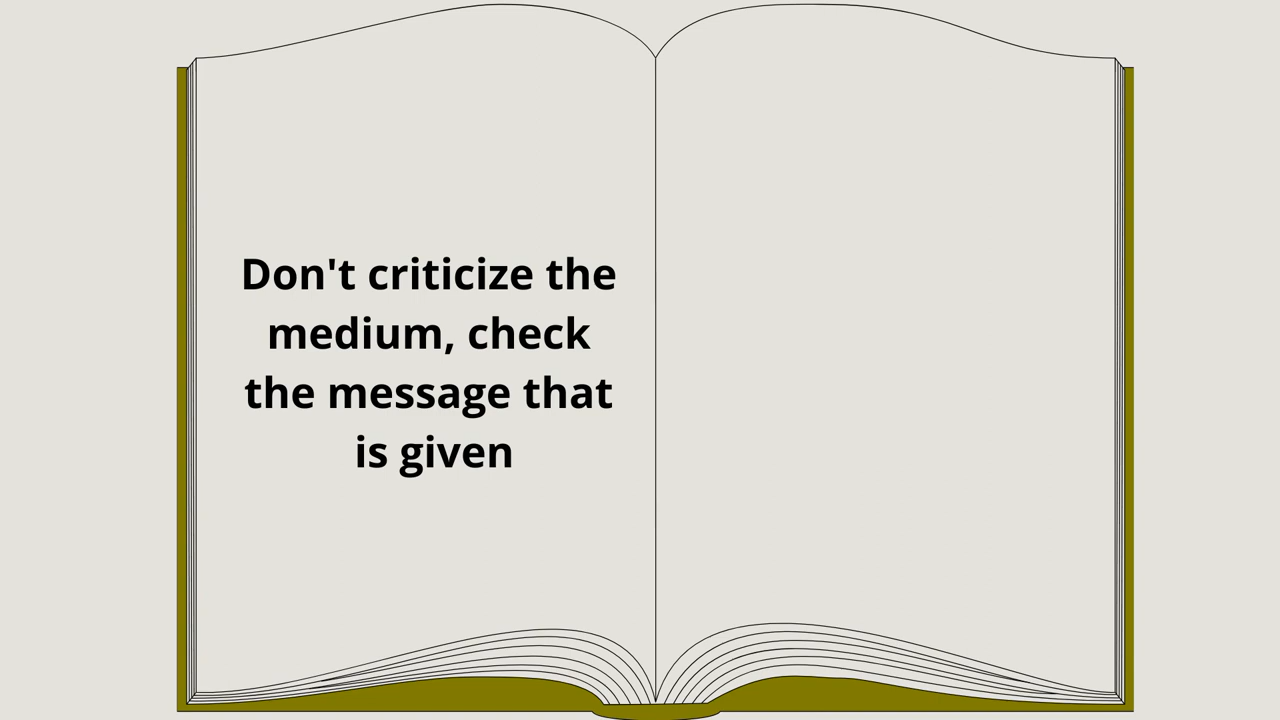 Don't criticize the
medium, check
the message that
is given